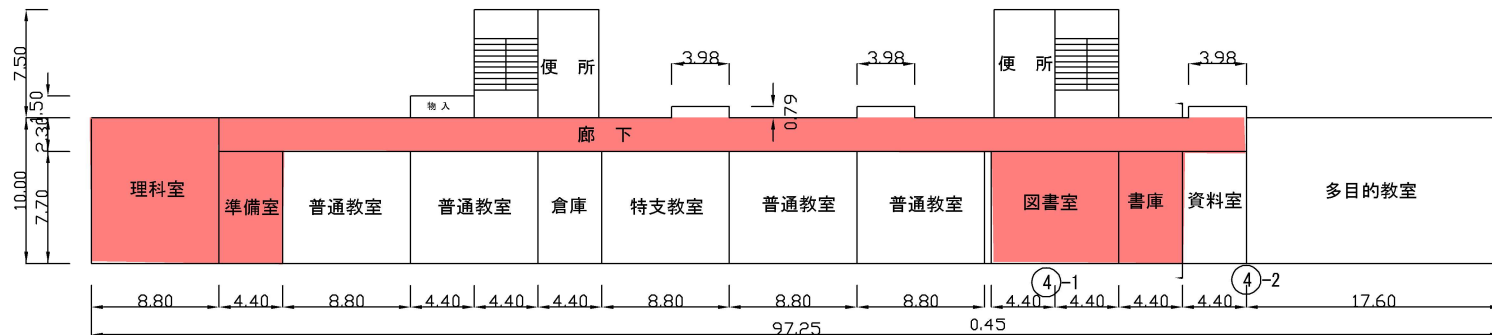 7.50
1.50
2.30
10.00
7.70
便 所
便 所
3.98
3.98
3.98
0.79
物 入
廊 下
理科室
準備室
普通教室
普通教室
倉庫
特支教室
普通教室
普通教室
図書室
書庫
資料室
多目的教室
④-1
④-2
8.80 4.40 8.80 4.40 4.40 4.40 8.80 8.80 8.80 4.40 4.40 4.40 4.40 17.60
97.25 0.45